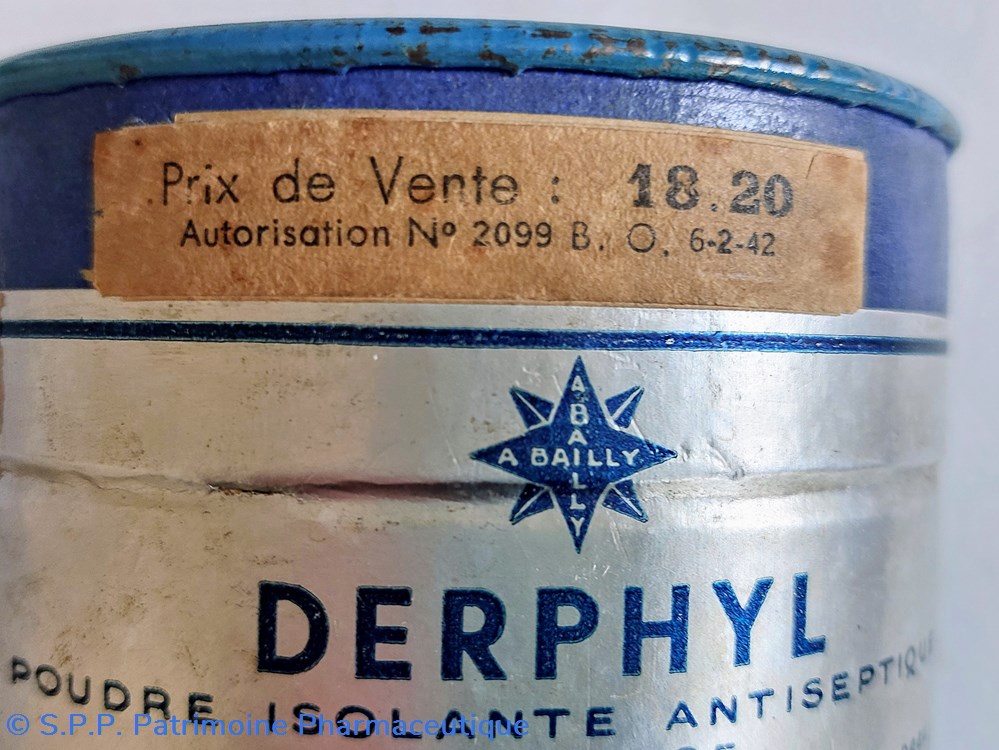 Prix de Vente : 18.20
Autorisation Nº 2099 B. O. 6-2-42
A BAILLY
A BAILLY
DERPHYL
POUDRE ISOLANTE ANTISEPTIQUE
© S.P.P. Patrimoine Pharmaceutique